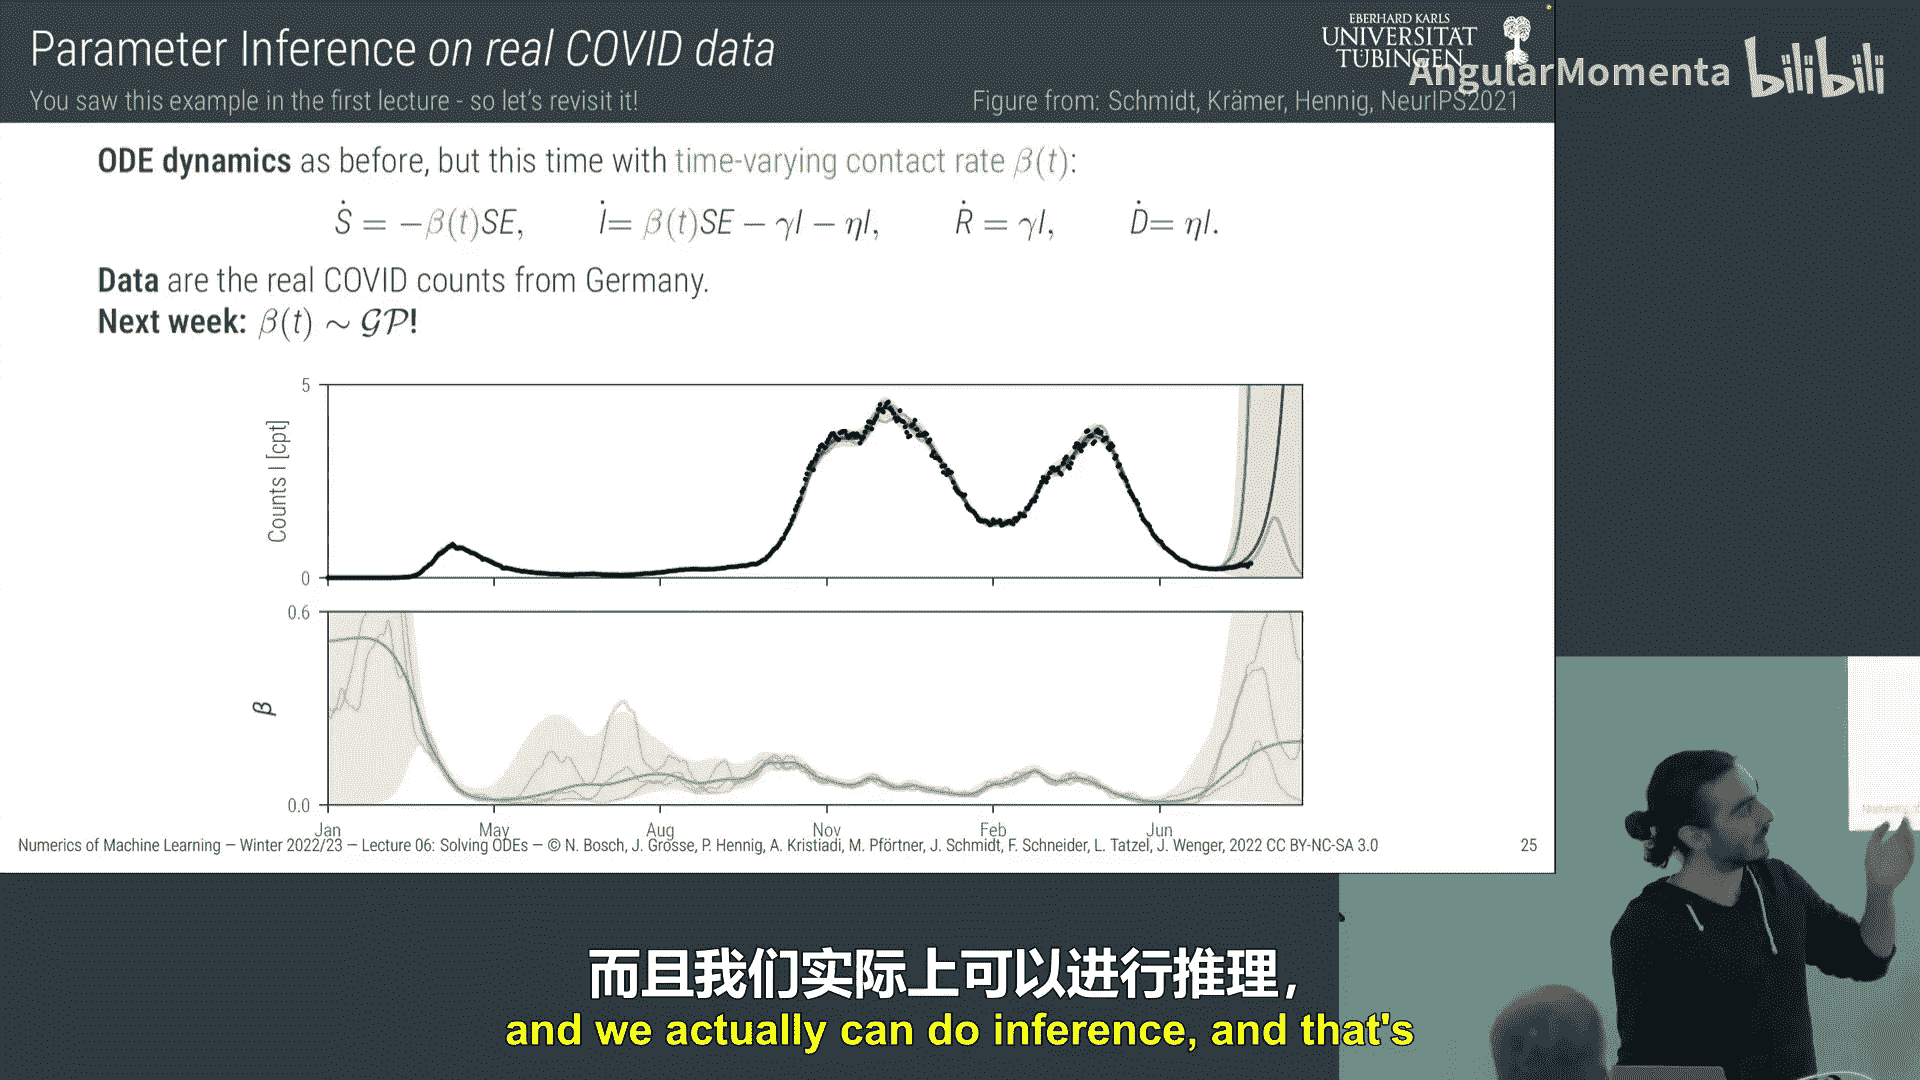 Parameter Inference on real COVID data
You saw this example in the first lecture - so let's revisit it!
EBERHARD KARLS
UNIVERSITÄT
TÜBINGEN
AngularMomenta bilibili
Figure from: Schmidt, Krämer, Hennig, NeurIPS2021
ODE dynamics as before, but this time with time-varying contact rate β(t):
Ṡ = −β(t)SE, İ= β(t)SE − γI − ηI, Ṙ = γI, Ḋ= ηI.
Data are the real COVID counts from Germany.
Next week: β(t) ∼ 𝒢𝒫!
5
Counts I [cpt]
0
0.6
β
0.0
Jan May Aug Nov Feb Jun
Numerics of Machine Learning — Winter 2022/23 — Lecture 06: Solving ODEs — © N. Bosch, J. Grosse, P. Hennig, A. Kristiadi, M. Pförtner, J. Schmidt, F. Schneider, L. Tatzel, J. Wenger, 2022 CC BY-NC-SA 3.0 25
而且我们实际上可以进行推理，
and we actually can do inference, and that's